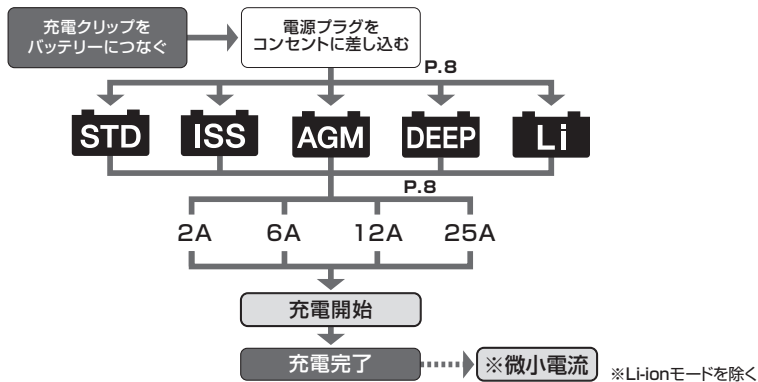 充電クリップを
バッテリーにつなぐ
電源プラグを
コンセントに差し込む
P.8
STD ISS AGM DEEP Li
P.8
2A 6A 12A 25A
充電開始
充電完了
※微小電流
※Li-ionモードを除く